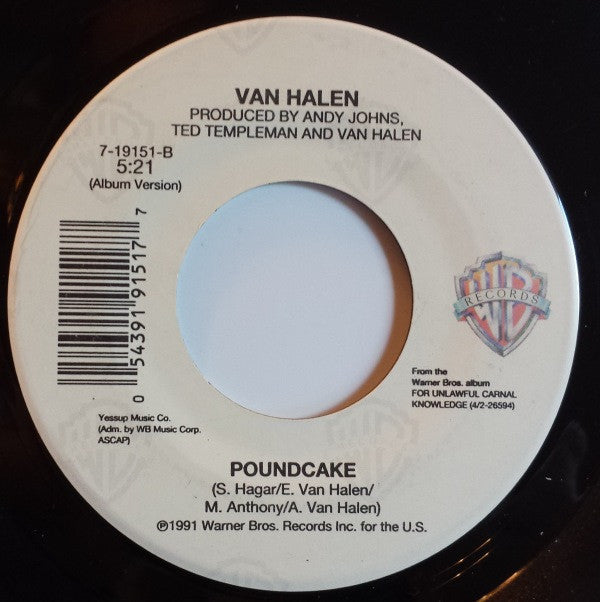 VAN HALEN
PRODUCED BY ANDY JOHNS,
TED TEMPLEMAN AND VAN HALEN
7-19151-B
5:21
(Album Version)
0 54391 91517 7
WB
RECORDS
From the
Warner Bros. album
FOR UNLAWFUL CARNAL
KNOWLEDGE (4/2-26594)
Yessup Music Co.
(Adm. by WB Music Corp.
ASCAP)
POUNDCAKE
(S. Hagar/E. Van Halen/
M. Anthony/A. Van Halen)
℗1991 Warner Bros. Records Inc. for the U.S.